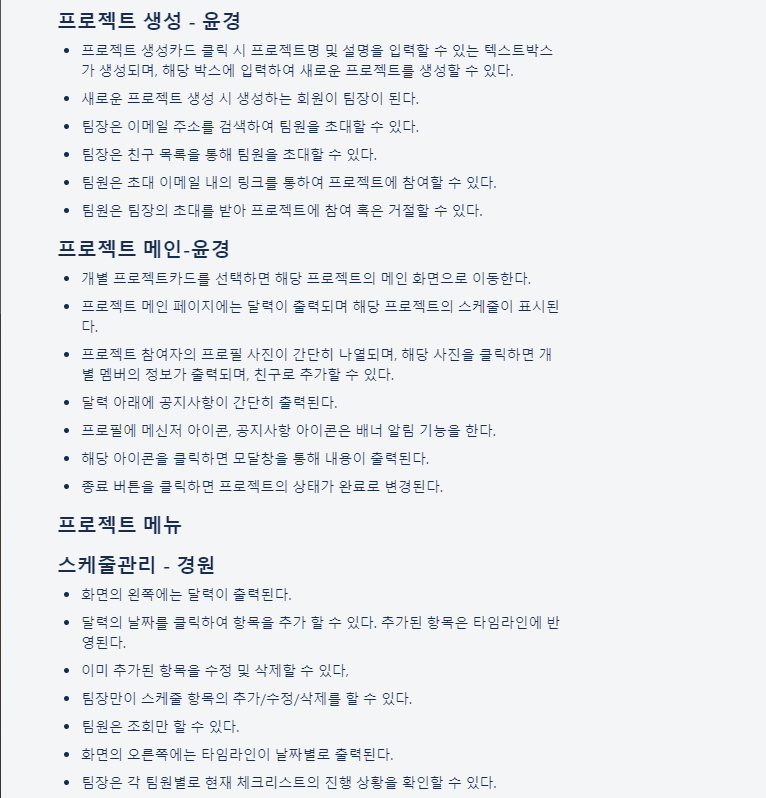 프로젝트 생성 - 윤경
프로젝트 생성카드 클릭 시 프로젝트명 및 설명을 입력할 수 있는 텍스트박스
가 생성되며, 해당 박스에 입력하여 새로운 프로젝트를 생성할 수 있다.
새로운 프로젝트 생성 시 생성하는 회원이 팀장이 된다.
팀장은 이메일 주소를 검색하여 팀원을 초대할 수 있다.
팀장은 친구 목록을 통해 팀원을 초대할 수 있다.
팀원은 초대 이메일 내의 링크를 통하여 프로젝트에 참여할 수 있다.
팀원은 팀장의 초대를 받아 프로젝트에 참여 혹은 거절할 수 있다.
프로젝트 메인-윤경
개별 프로젝트카드를 선택하면 해당 프로젝트의 메인 화면으로 이동한다.
프로젝트 메인 페이지에는 달력이 출력되며 해당 프로젝트의 스케줄이 표시된
다.
프로젝트 참여자의 프로필 사진이 간단히 나열되며, 해당 사진을 클릭하면 개
별 멤버의 정보가 출력되며, 친구로 추가할 수 있다.
달력 아래에 공지사항이 간단히 출력된다.
프로필에 메신저 아이콘, 공지사항 아이콘은 배너 알림 기능을 한다.
해당 아이콘을 클릭하면 모달창을 통해 내용이 출력된다.
종료 버튼을 클릭하면 프로젝트의 상태가 완료로 변경된다.
프로젝트 메뉴
스케줄관리 - 경원
화면의 왼쪽에는 달력이 출력된다.
달력의 날짜를 클릭하여 항목을 추가 할 수 있다. 추가된 항목은 타임라인에 반
영된다.
이미 추가된 항목을 수정 및 삭제할 수 있다,
팀장만이 스케줄 항목의 추가/수정/삭제를 할 수 있다.
팀원은 조회만 할 수 있다.
화면의 오른쪽에는 타임라인이 날짜별로 출력된다.
팀장은 각 팀원별로 현재 체크리스트의 진행 상황을 확인할 수 있다.